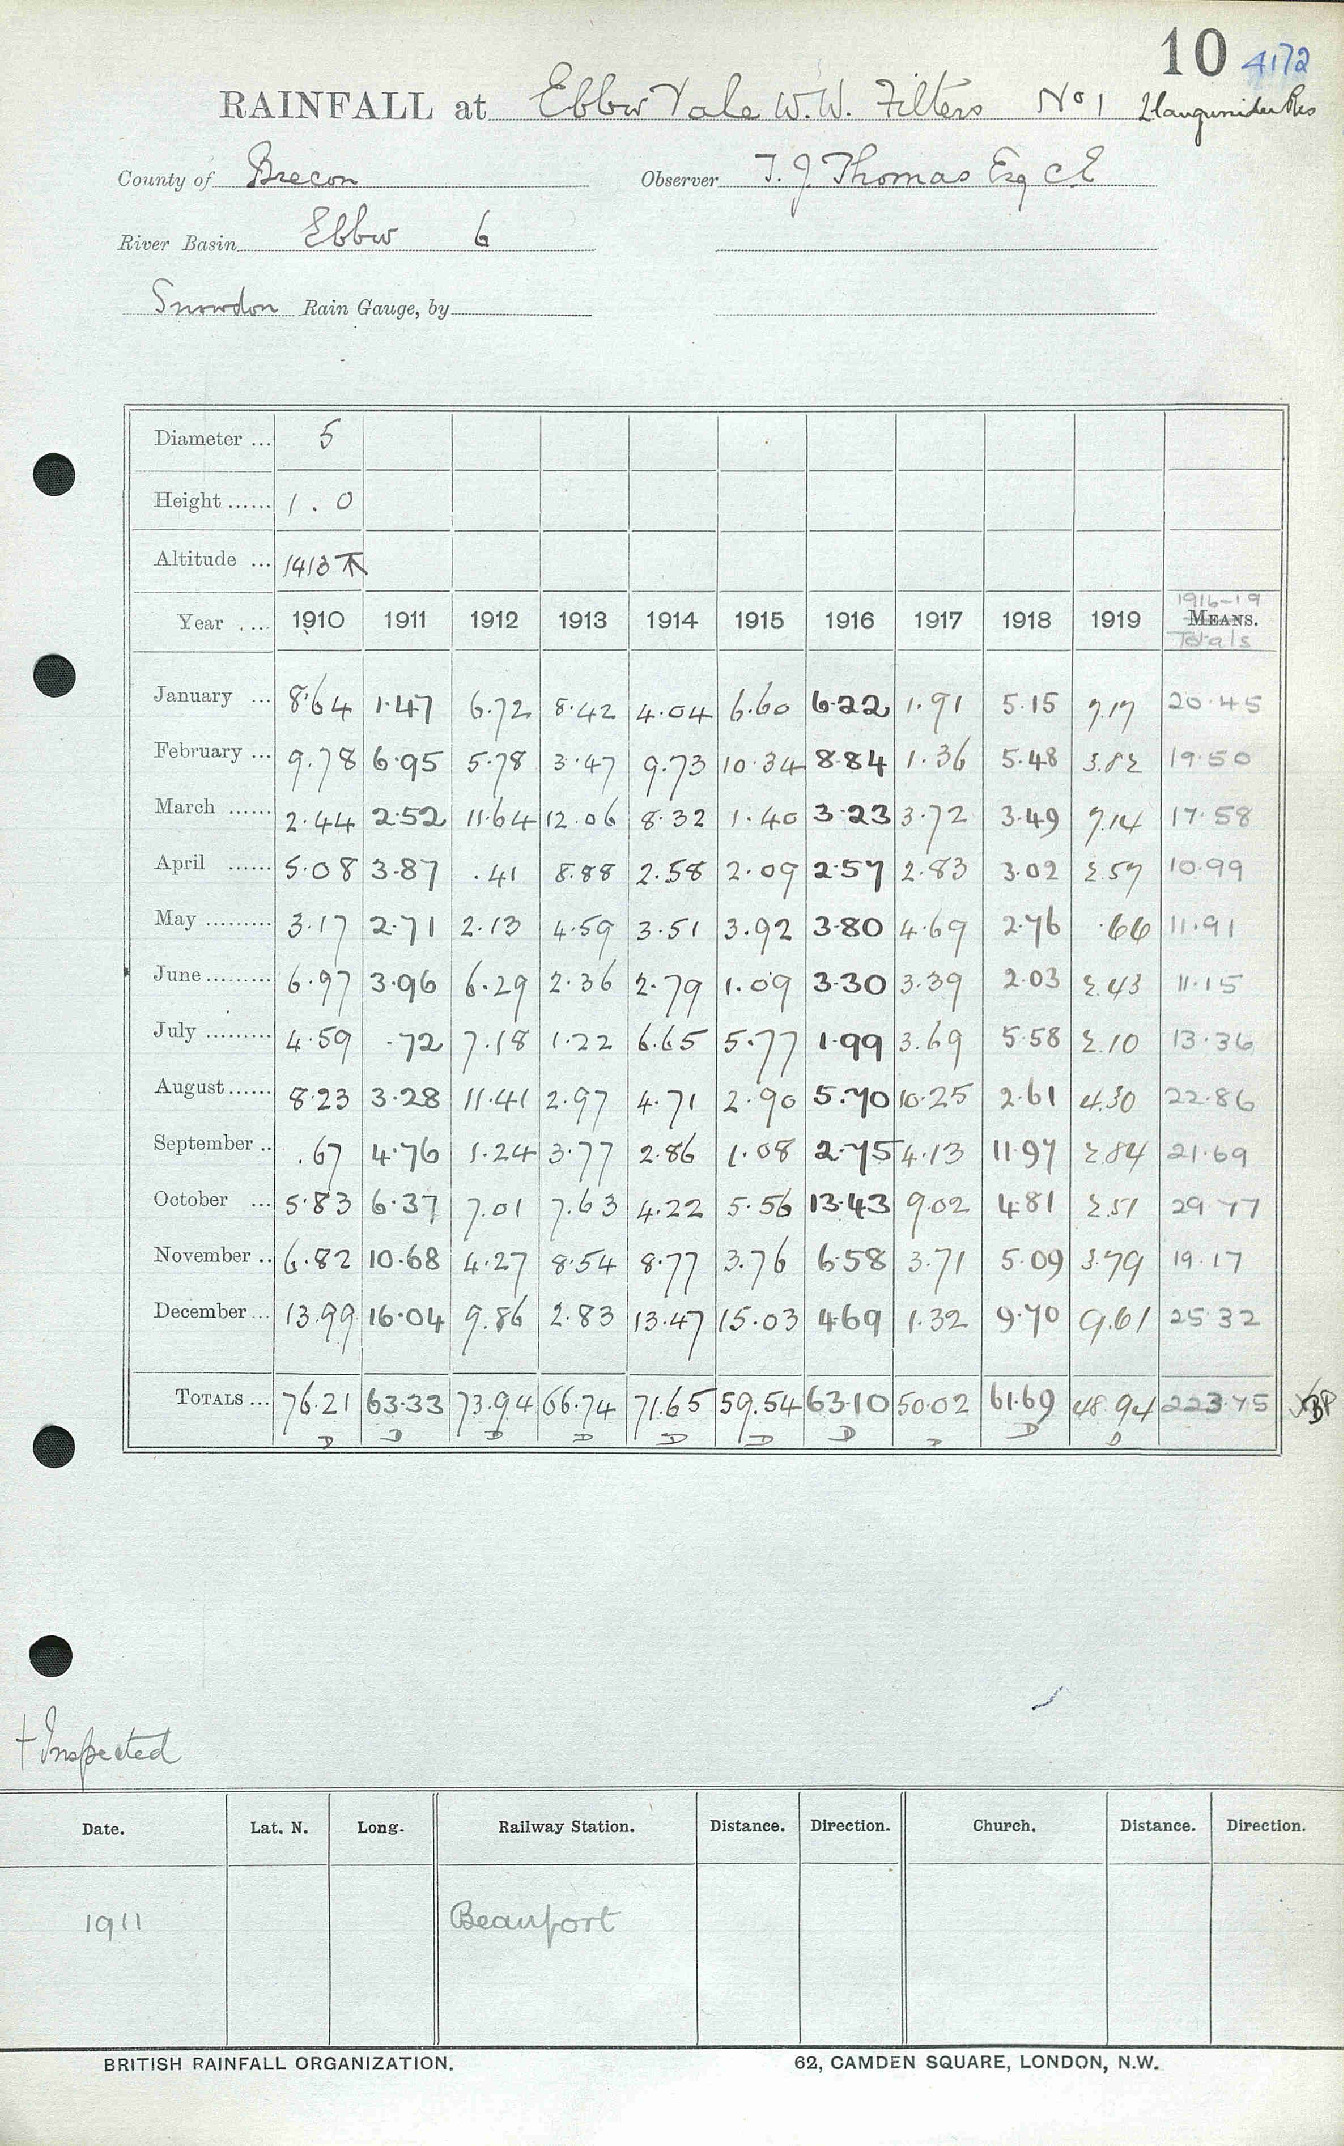 10 4172
RAINFALL at Ebbw Vale W.W. Filters No 1 Llangunider Res
County of Brecon Observer T. J Thomas Esq CE
River Basin Ebbw 6
Snowdon Rain Gauge, by
Diameter ... 5
Height ...... 1.0
Altitude ... 1413
1916-19
Year .... 1910 1911 1912 1913 1914 1915 1916 1917 1918 1919 MEANS.
Totals
January ... 8.64 1.47 6.72 8.42 4.04 6.60 6.22 1.91 5.15 7.17 20.45
February ... 9.78 6.95 5.78 3.47 9.73 10.34 8.84 1.36 5.48 3.82 19.50
March ...... 2.44 2.52 11.64 12.06 8.32 1.40 3.23 3.72 3.49 7.14 17.58
April ...... 5.08 3.87 .41 8.88 2.58 2.09 2.57 2.83 3.02 2.57 10.99
May ......... 3.17 2.71 2.13 4.59 3.51 3.92 3.80 4.69 2.76 .66 11.91
June ......... 6.97 3.96 6.29 2.36 2.79 1.09 3.30 3.39 2.03 2.43 11.15
July ......... 4.59 .72 7.18 1.22 6.65 5.77 1.99 3.69 5.58 2.10 13.36
August ...... 8.23 3.28 11.41 2.97 4.71 2.90 5.70 10.25 2.61 4.30 22.86
September .. .67 4.76 1.24 3.77 2.86 1.08 2.75 4.13 11.97 2.84 21.69
October ... 5.83 6.37 7.01 7.63 4.22 5.56 13.43 9.02 4.81 2.51 29.77
November .. 6.82 10.68 4.27 8.54 8.77 3.76 6.58 3.71 5.09 3.79 19.17
December ... 13.99 16.04 9.86 2.83 13.47 15.03 4.69 1.32 9.70 9.61 25.32
TOTALS ... 76.21 63.33 73.94 66.74 71.65 59.54 63.10 50.02 61.69 48.94 223.75
D D D D D D D D D D
† Inspected
Date. Lat. N. Long. Railway Station. Distance. Direction. Church. Distance. Direction.
1911 Beaufort
BRITISH RAINFALL ORGANIZATION. 62, CAMDEN SQUARE, LONDON, N.W.